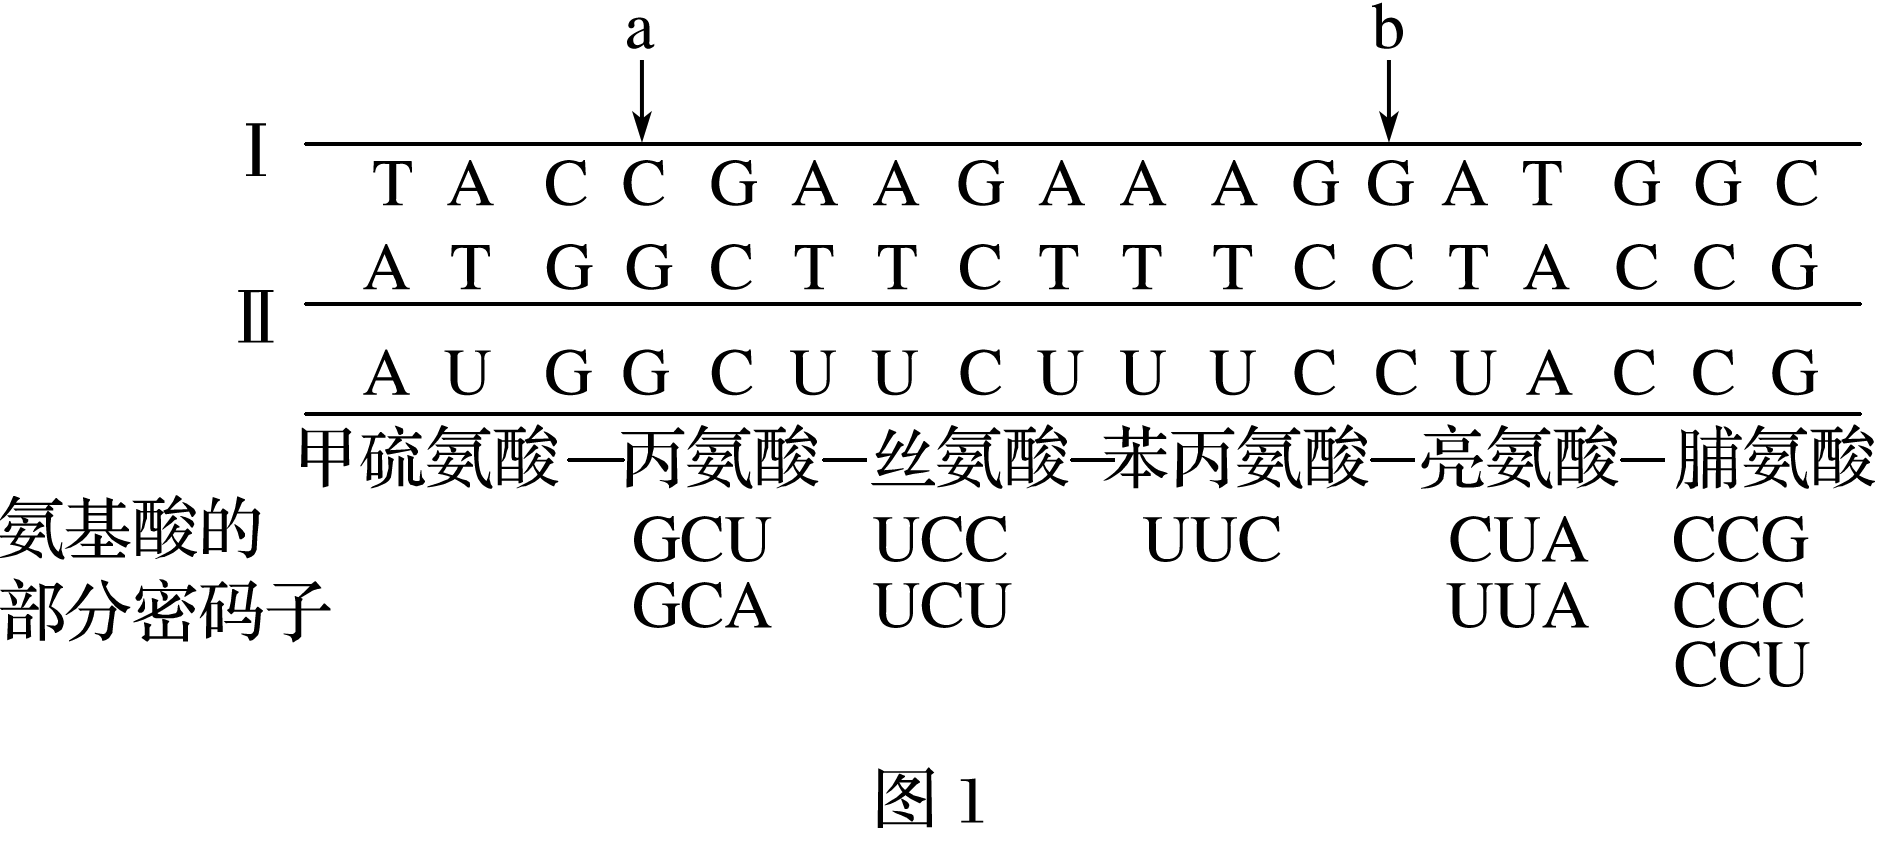 a b
Ⅰ
T A C C G A A G A A A G G A T G G C
A T G G C T T C T T T C C T A C C G
Ⅱ
A U G G C U U C U U U C C U A C C G
甲硫氨酸—丙氨酸—丝氨酸—苯丙氨酸—亮氨酸—脯氨酸
氨基酸的
部分密码子
GCU UCC UUC CUA CCG
GCA UCU UUA CCC
CCU
图 1